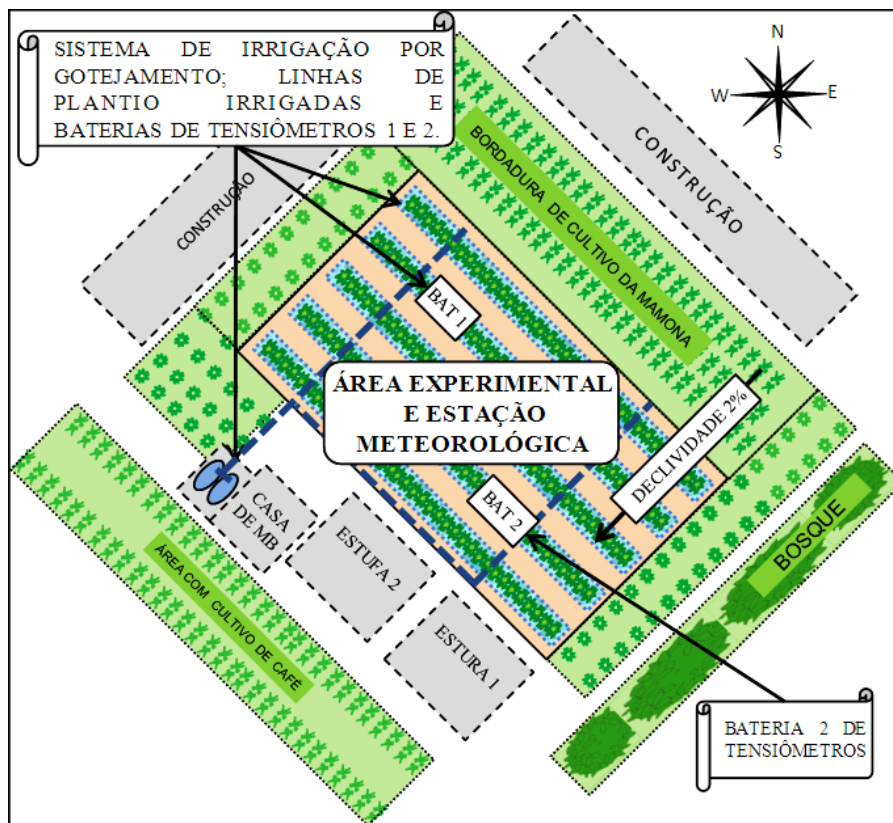 SISTEMA DE IRRIGAÇÃO POR
GOTEJAMENTO; LINHAS DE
PLANTIO IRRIGADAS E
BATERIAS DE TENSIÔMETROS 1 E 2.
N
W
E
S
CONSTRUÇÃO
BORDADURA DE CULTIVO DA MAMONA
CONSTRUÇÃO
BAT 1
ÁREA EXPERIMENTAL
E ESTAÇÃO
METEOROLÓGICA
DECLIVIDADE 2%
BAT 2
CASA
DE MB
ESTUFA 2
ESTURA 1
BOSQUE
ÁREA COM CULTIVO DE CAFÉ
BATERIA 2 DE
TENSIÔMETROS